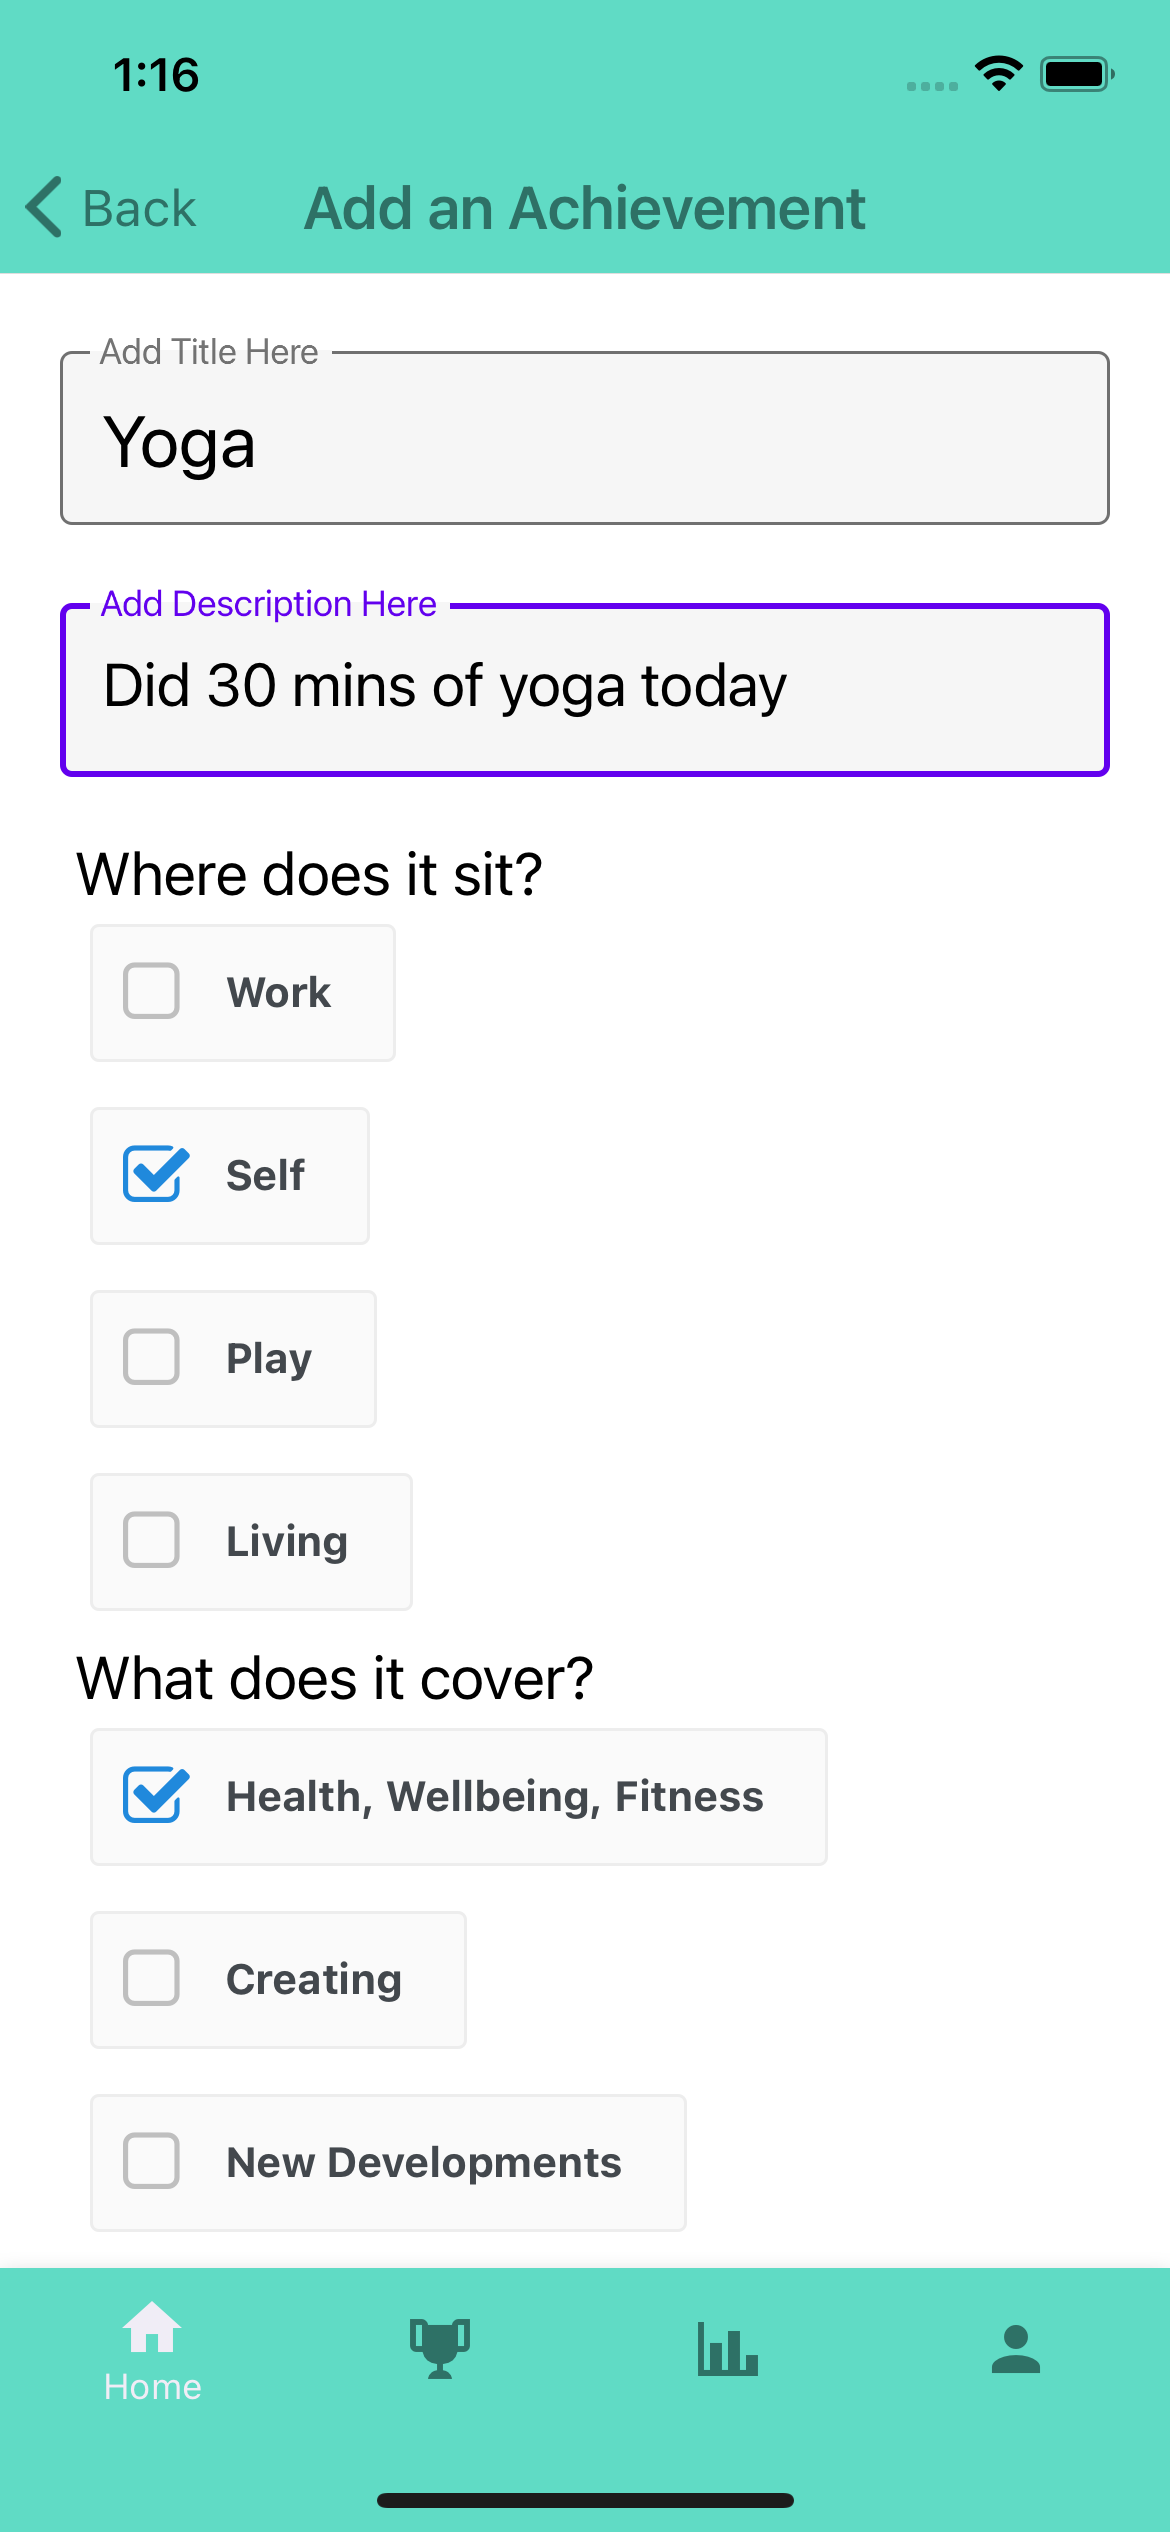 1:16
Back
Add an Achievement
Add Title Here
Yoga
Add Description Here
Did 30 mins of yoga today
Where does it sit?
Work
Self
Play
Living
What does it cover?
Health, Wellbeing, Fitness
Creating
New Developments
Home